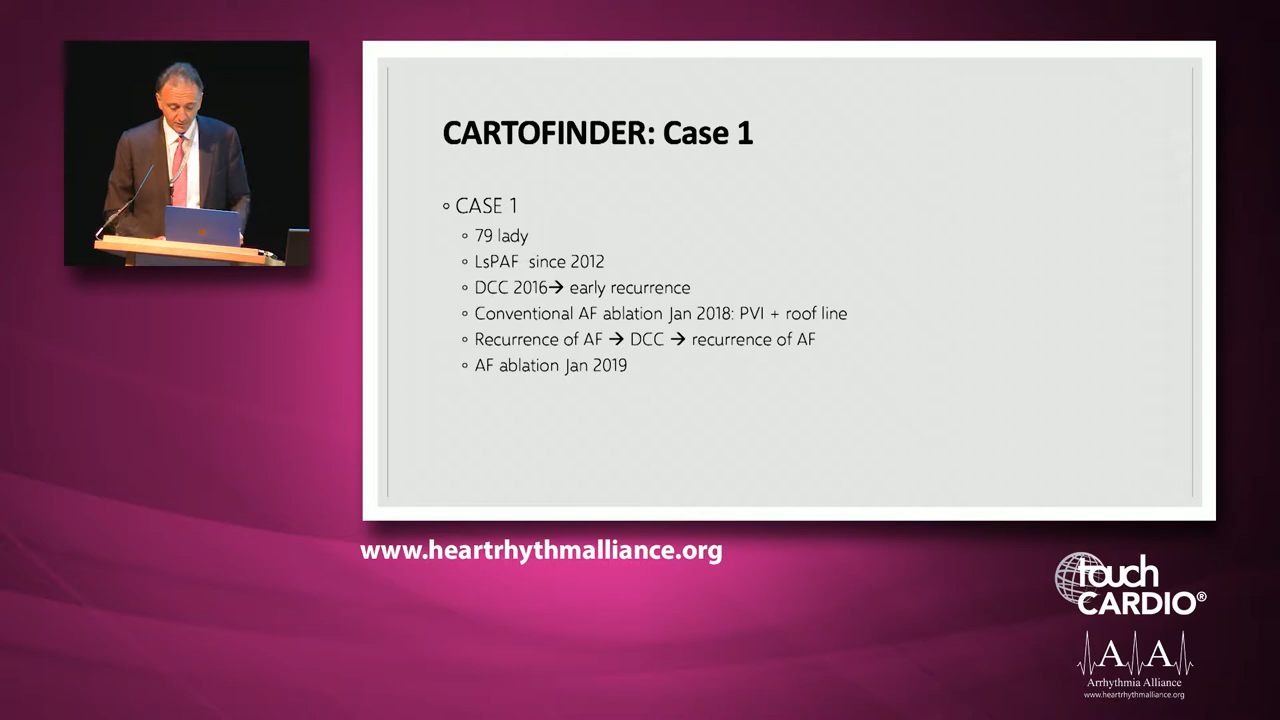 CARTOFINDER: Case 1
◦ CASE 1
◦ 79 lady
◦ LsPAF since 2012
◦ DCC 2016→ early recurrence
◦ Conventional AF ablation Jan 2018: PVI + roof line
◦ Recurrence of AF → DCC → recurrence of AF
◦ AF ablation Jan 2019
www.heartrhythmalliance.org
touch
CARDIO®
A A
Arrhythmia Alliance
www.heartrhythmalliance.org